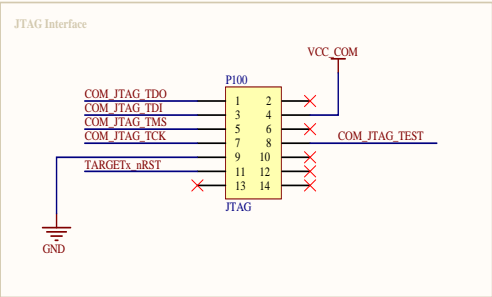 JTAG Interface
VCC_COM
P100
COM_JTAG_TDO 1 2
COM_JTAG_TDI 3 4
COM_JTAG_TMS 5 6
COM_JTAG_TCK 7 8 COM_JTAG_TEST
9 10
TARGETx_nRST 11 12
13 14
JTAG
GND